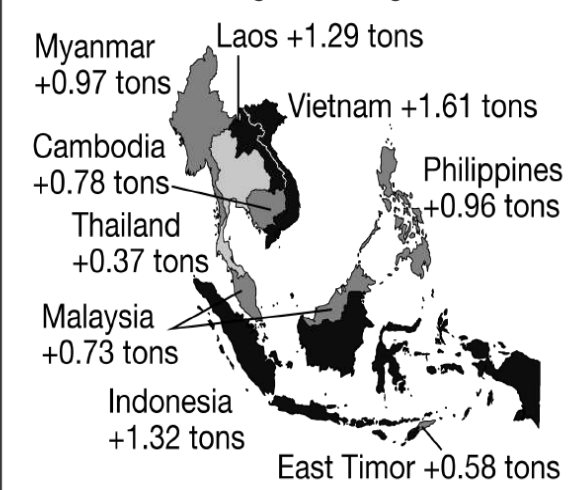 Laos +1.29 tons
Myanmar
+0.97 tons
Vietnam +1.61 tons
Cambodia
+0.78 tons
Philippines
+0.96 tons
Thailand
+0.37 tons
Malaysia
+0.73 tons
Indonesia
+1.32 tons
East Timor +0.58 tons